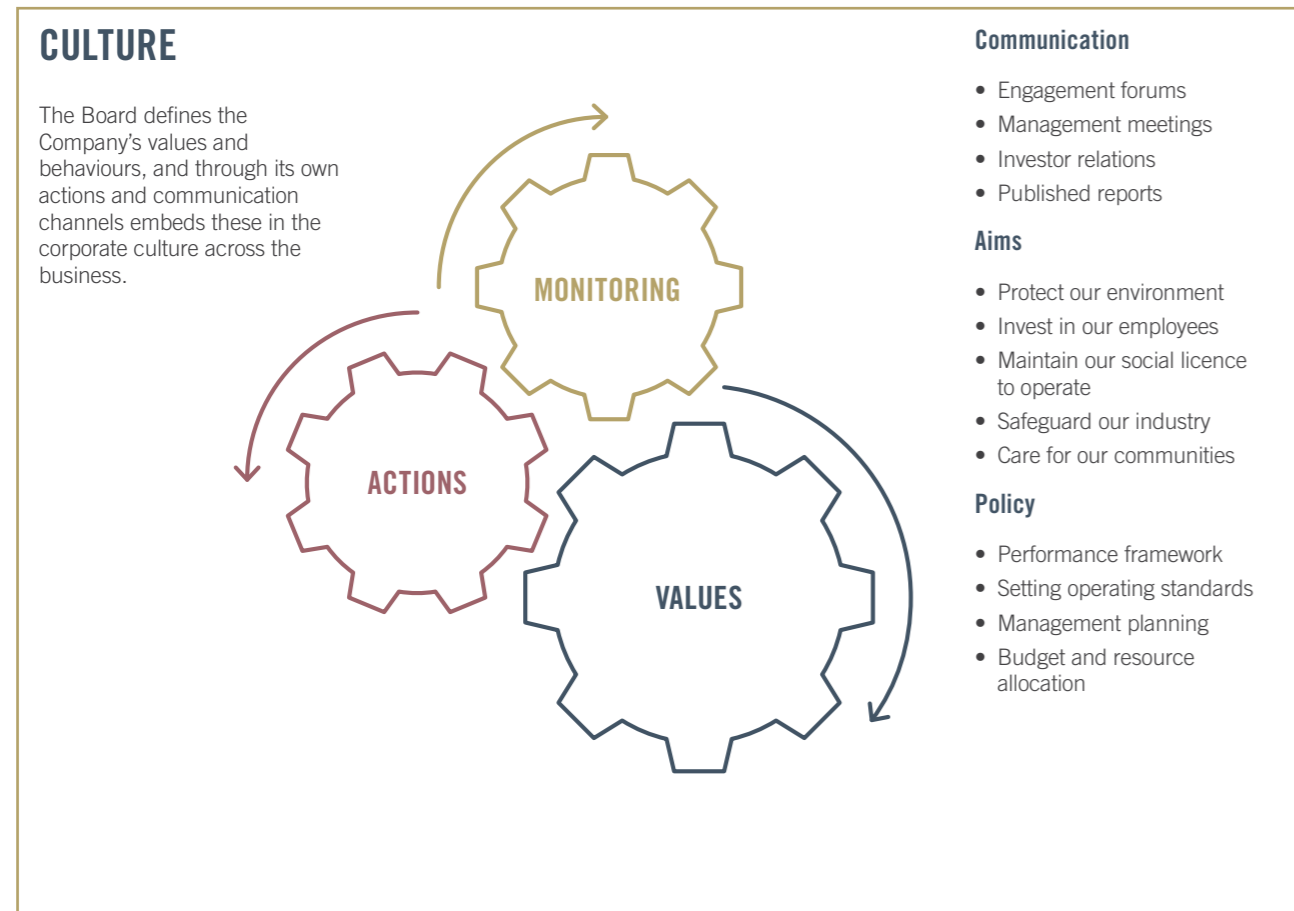 CULTURE
The Board defines the
Company’s values and
behaviours, and through its own
actions and communication
channels embeds these in the
corporate culture across the
business.
MONITORING
ACTIONS
VALUES
Communication
• Engagement forums
• Management meetings
• Investor relations
• Published reports
Aims
• Protect our environment
• Invest in our employees
• Maintain our social licence
to operate
• Safeguard our industry
• Care for our communities
Policy
• Performance framework
• Setting operating standards
• Management planning
• Budget and resource
allocation